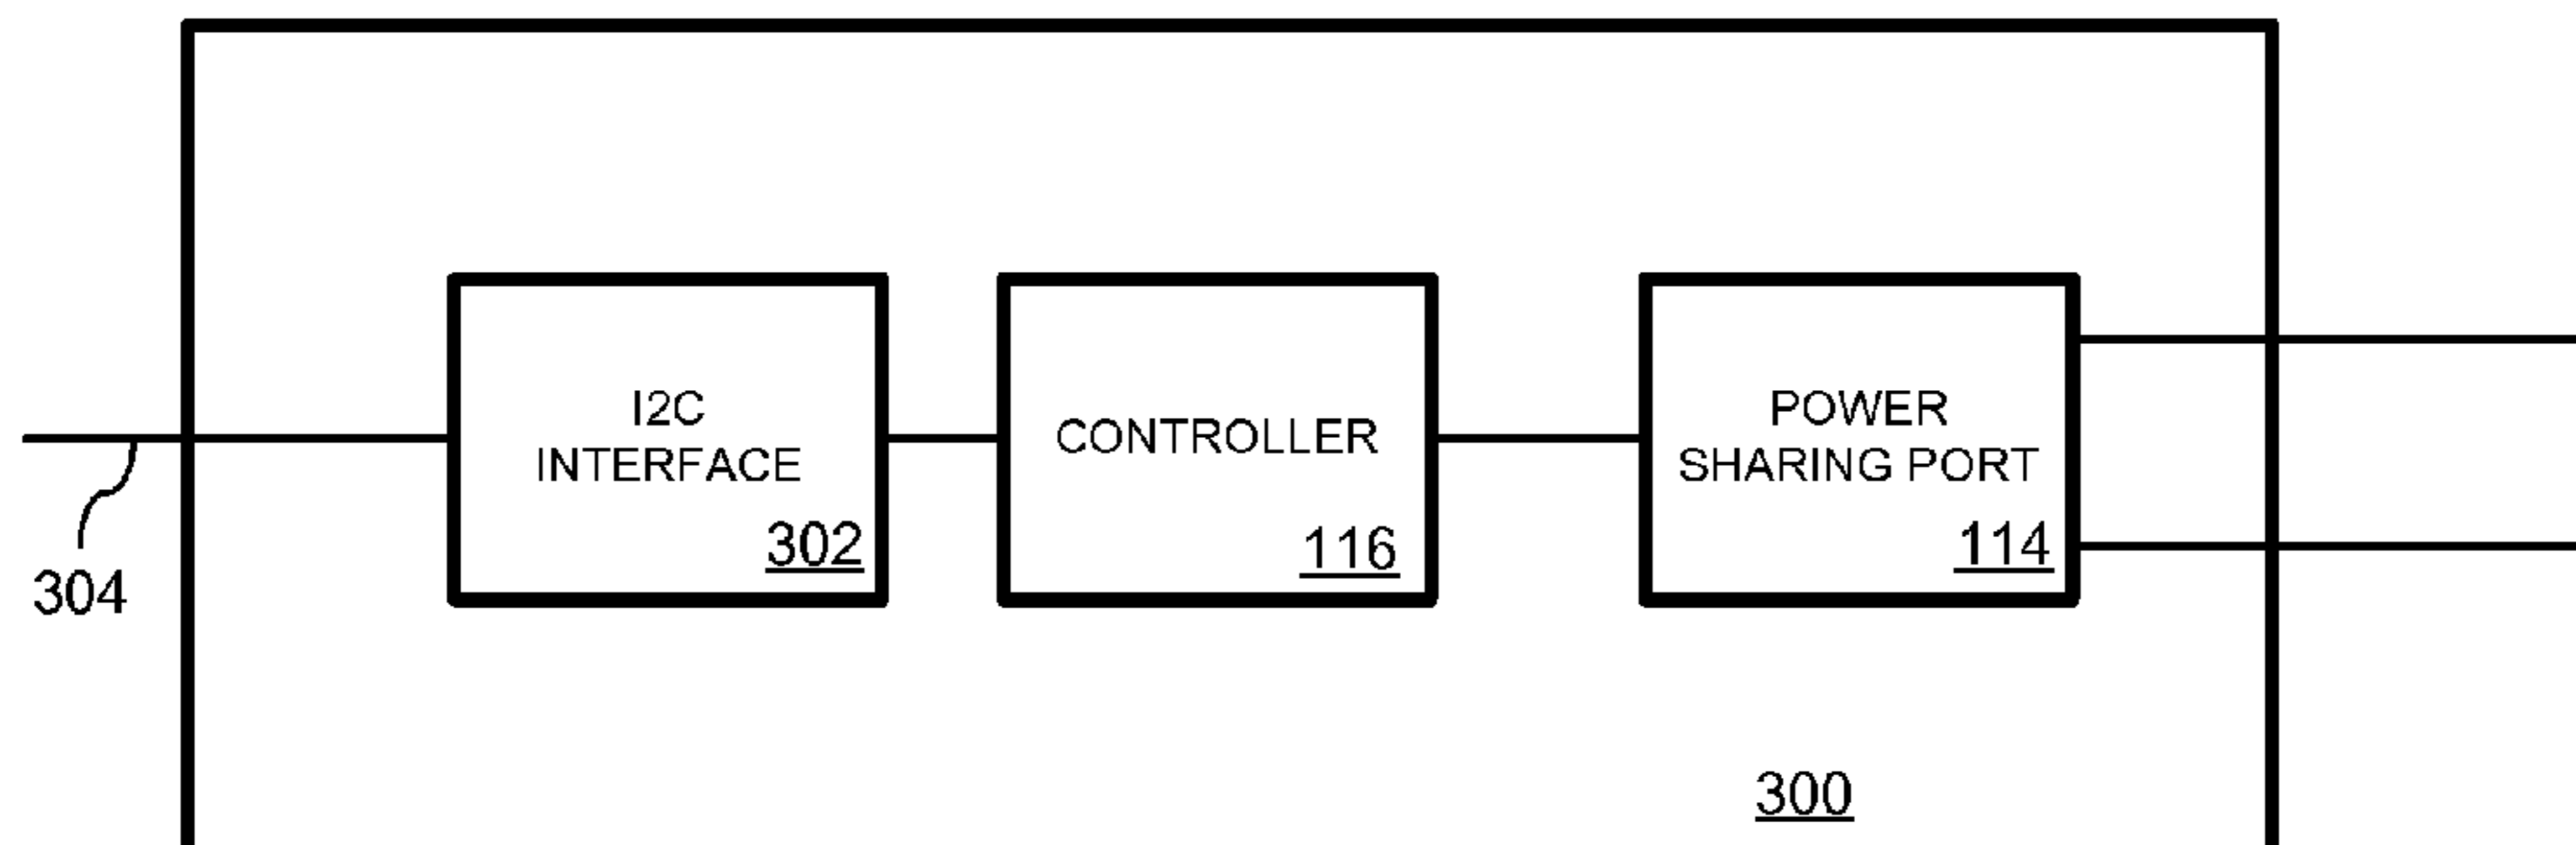 I2C
INTERFACE
302
CONTROLLER
116
POWER
SHARING PORT
114
304
300